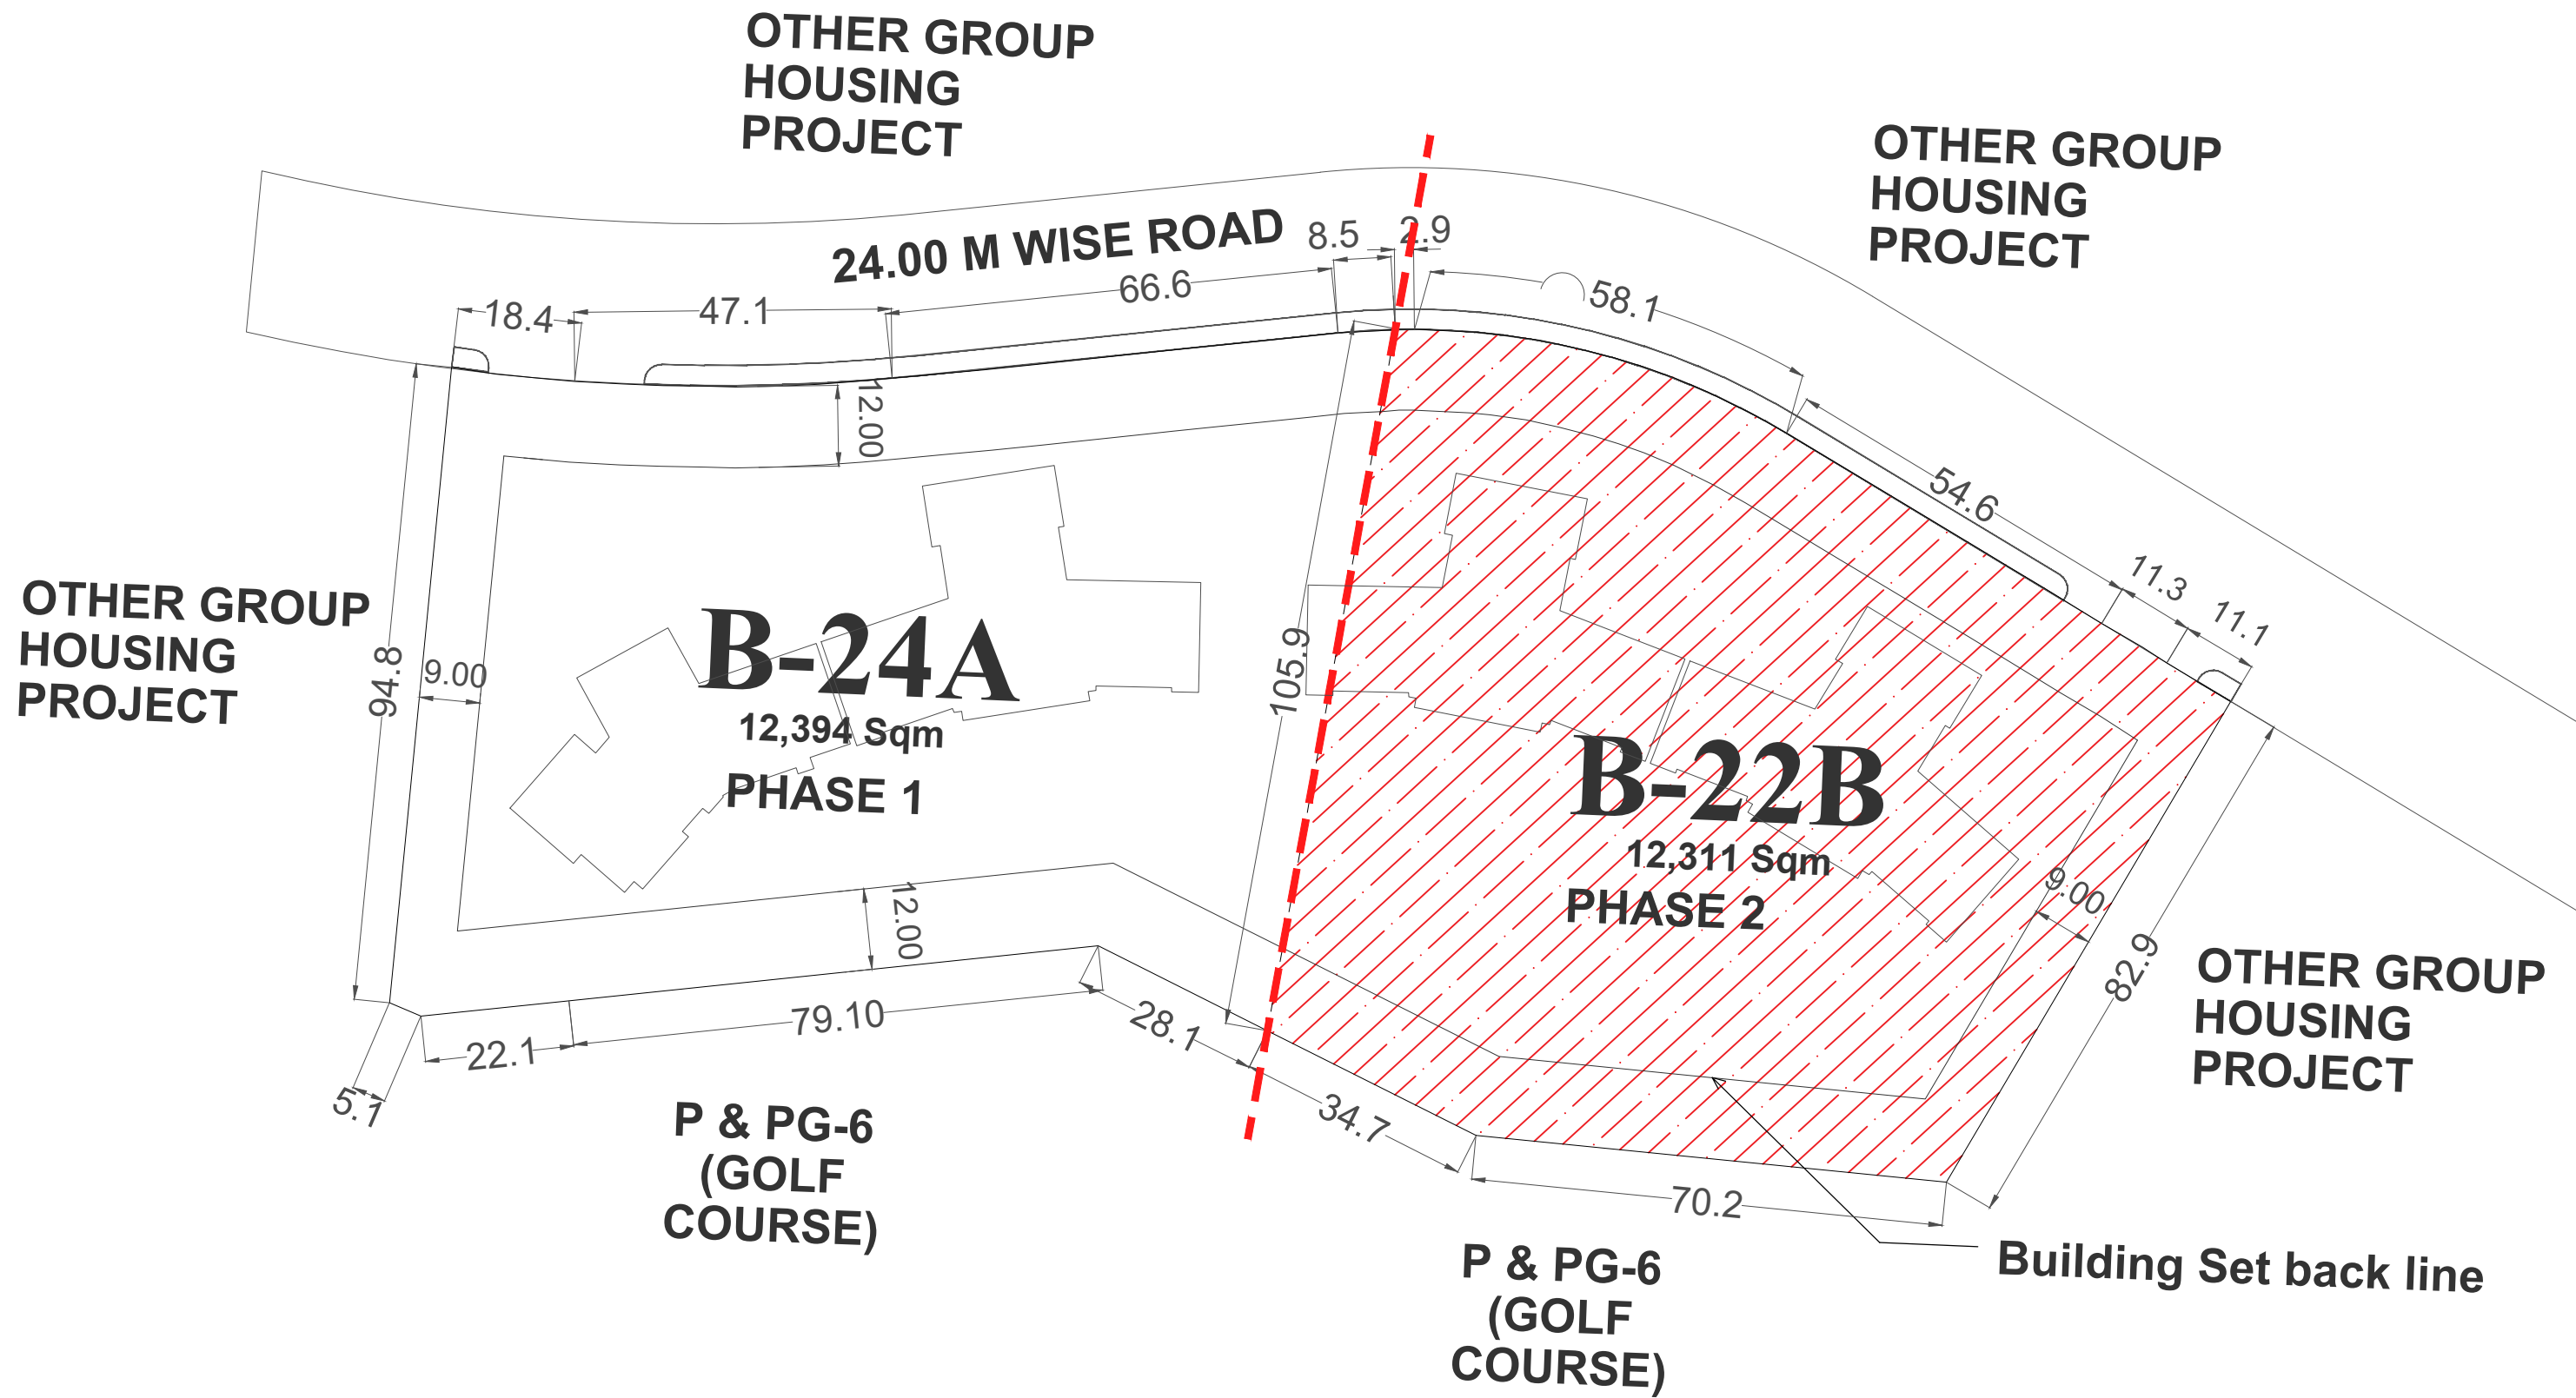 OTHER GROUP
HOUSING
PROJECT
OTHER GROUP
HOUSING
PROJECT
24.00 M WISE ROAD
8.5
2.9
18.4
47.1
66.6
58.1
12.00
54.6
11.3
11.1
OTHER GROUP
HOUSING
PROJECT
94.8
9.00
B-24A
12,394 Sqm
PHASE 1
105.9
B-22B
12,311 Sqm
PHASE 2
9.00
82.9
12.00
OTHER GROUP
HOUSING
PROJECT
5.1
22.1
79.10
28.1
34.7
70.2
P & PG-6
(GOLF
COURSE)
P & PG-6
(GOLF
COURSE)
Building Set back line